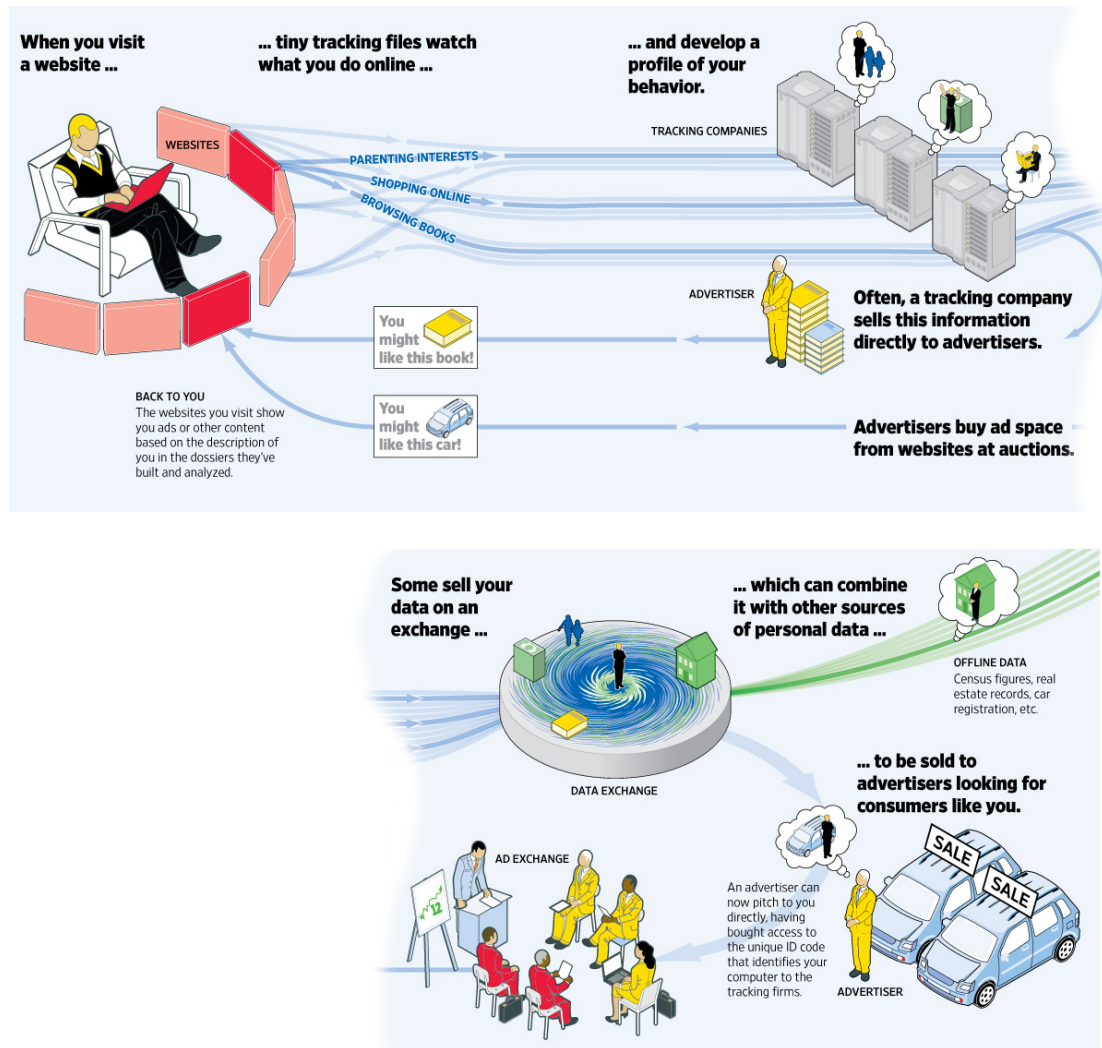 When you visit
a website ...
... tiny tracking files watch
what you do online ...
... and develop a
profile of your
behavior.
TRACKING COMPANIES
WEBSITES
PARENTING INTERESTS
SHOPPING ONLINE
BROWSING BOOKS
ADVERTISER
Often, a tracking company
sells this information
directly to advertisers.
You
might
like this book!
BACK TO YOU
The websites you visit show
you ads or other content
based on the description of
you in the dossiers they've
built and analyzed.
You
might
like this car!
Advertisers buy ad space
from websites at auctions.
Some sell your
data on an
exchange ...
... which can combine
it with other sources
of personal data ...
OFFLINE DATA
Census figures, real
estate records, car
registration, etc.
DATA EXCHANGE
... to be sold to
advertisers looking for
consumers like you.
AD EXCHANGE
12
SALE
SALE
An advertiser can
now pitch to you
directly, having
bought access to
the unique ID code
that identifies your
computer to the
tracking firms.
ADVERTISER